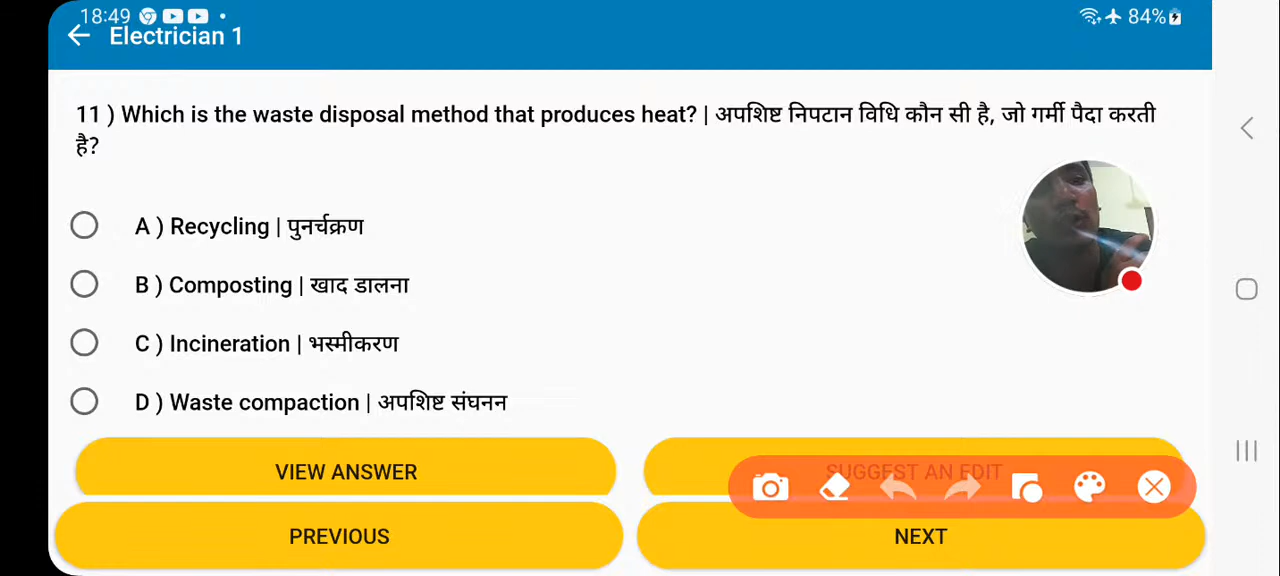 18:49
84%
Electrician 1
11 ) Which is the waste disposal method that produces heat? | अपशिष्ट निपटान विधि कौन सी है, जो गर्मी पैदा करती
है?
A ) Recycling | पुनर्चक्रण
B ) Composting | खाद डालना
C ) Incineration | भस्मीकरण
D ) Waste compaction | अपशिष्ट संघनन
VIEW ANSWER
SUGGEST AN EDIT
PREVIOUS
NEXT